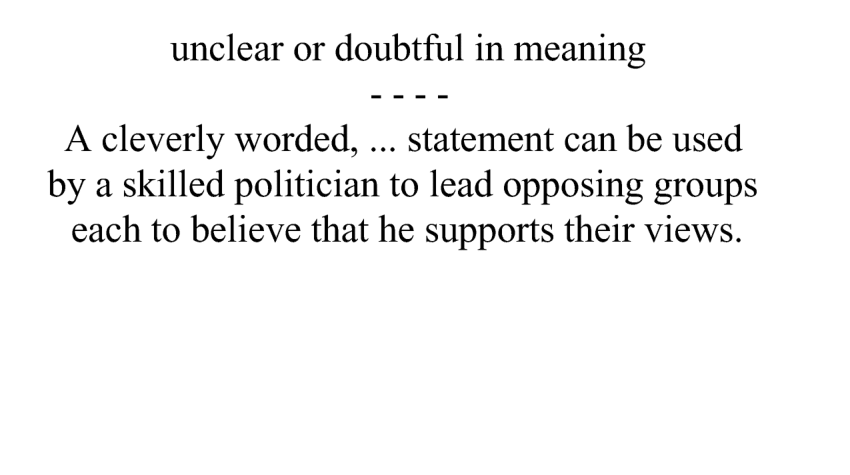 unclear or doubtful in meaning
- - - -
A cleverly worded, ... statement can be used
by a skilled politician to lead opposing groups
each to believe that he supports their views.